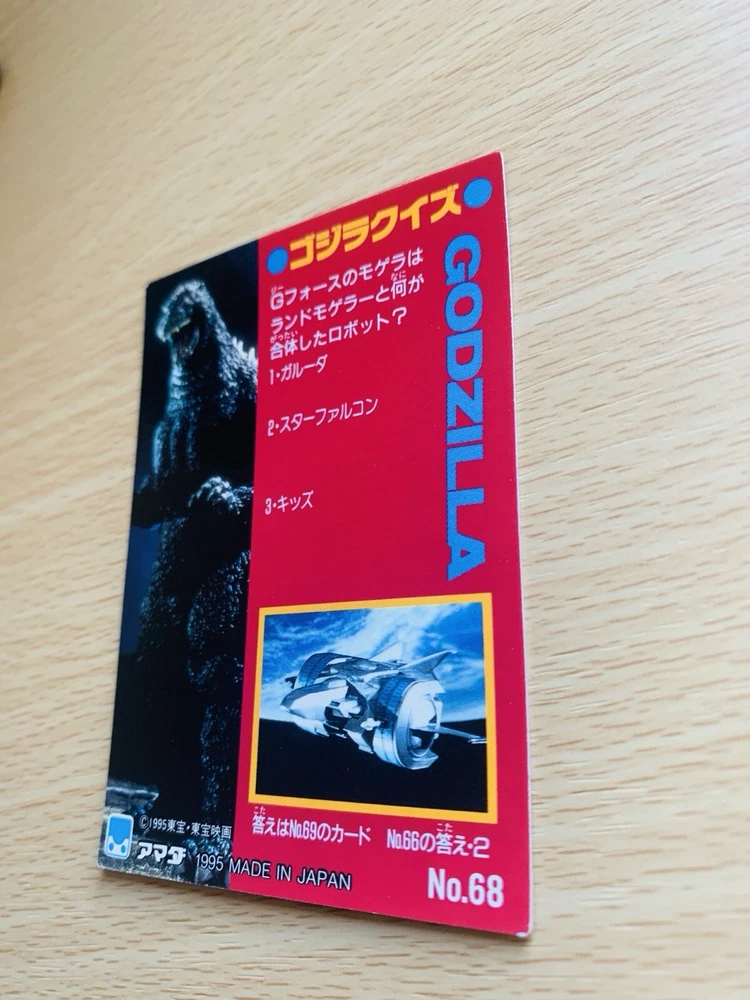 ゴジラクイズ
GODZILLA
Gフォースのモゲラは
ランドモゲラーと何が
合体したロボット？
1・ガルーダ
2・スターファルコン
3・キッズ
答えはNo.69のカード No.66の答え・2
©1995東宝・東宝映画
アマダ 1995 MADE IN JAPAN
No.68